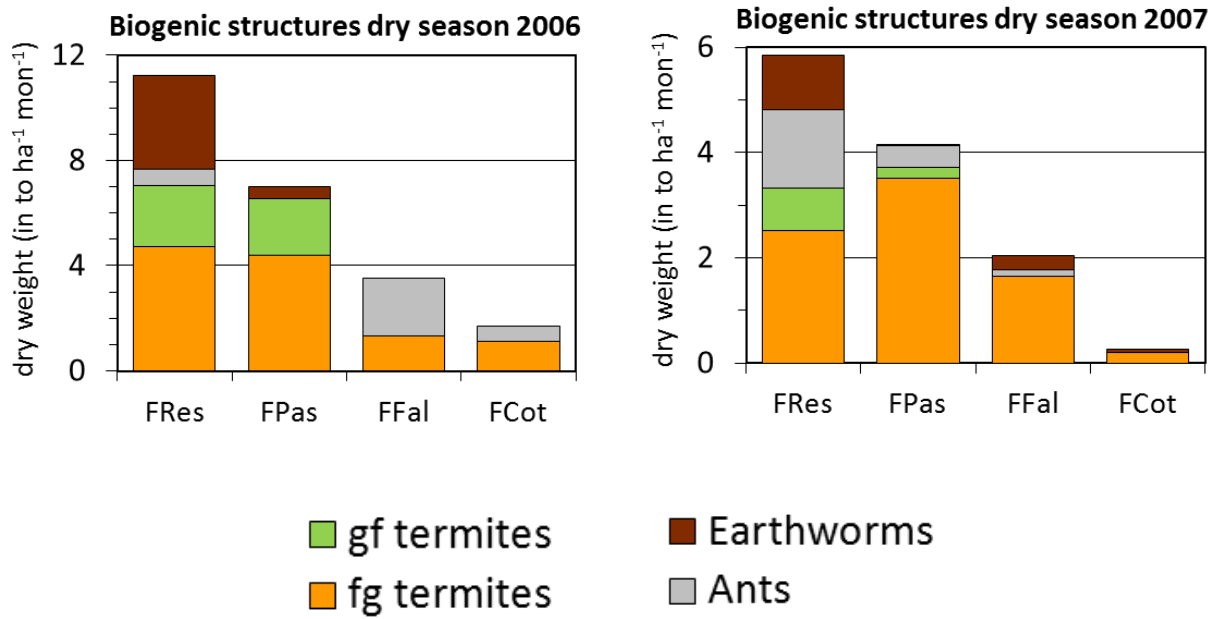 Biogenic structures dry season 2006
dry weight (in to ha⁻¹ mon⁻¹)
12
8
4
0
FRes FPas FFal FCot
Biogenic structures dry season 2007
dry weight (in to ha⁻¹ mon⁻¹)
6
4
2
0
FRes FPas FFal FCot
gf termites
fg termites
Earthworms
Ants